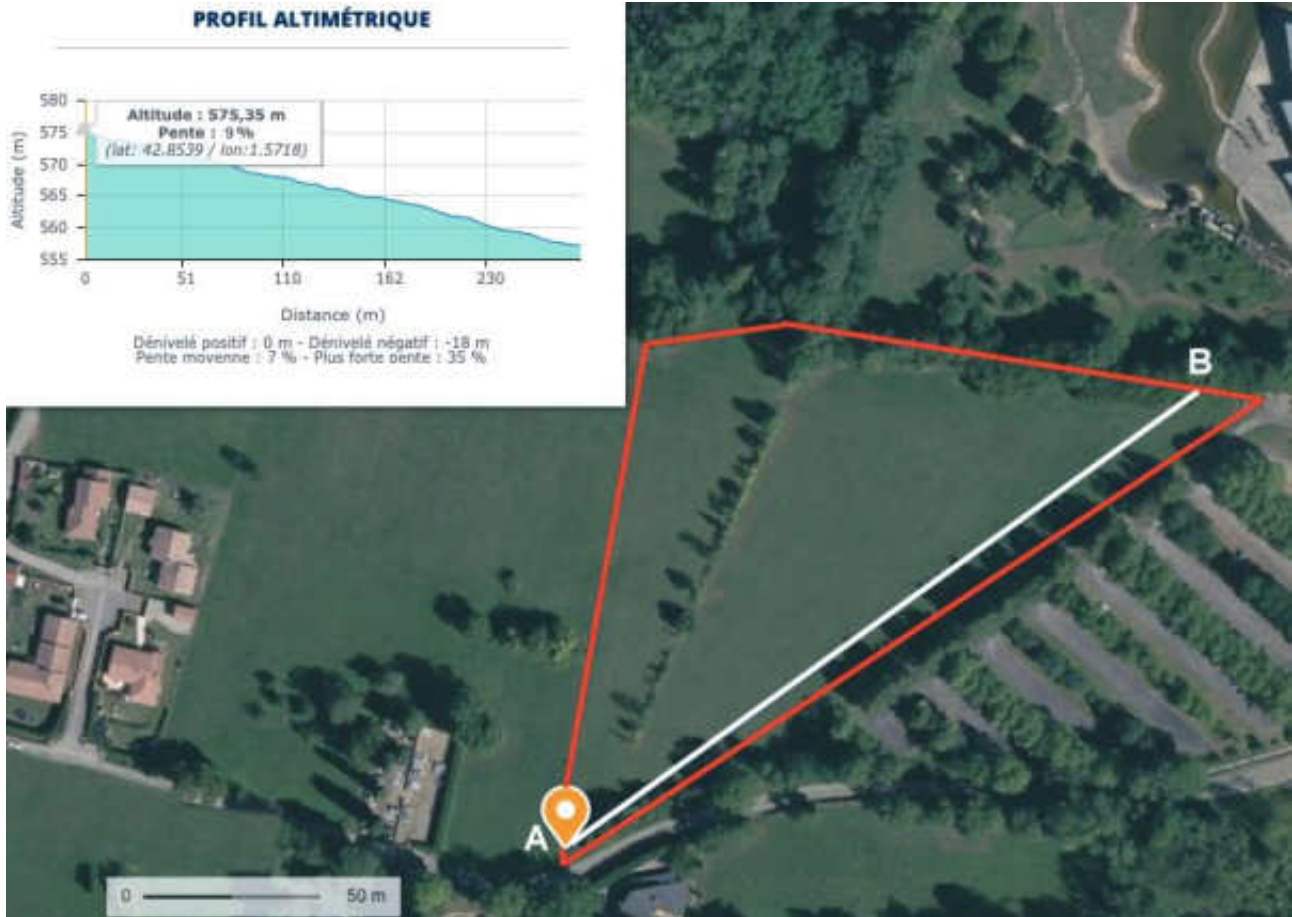 PROFIL ALTIMÉTRIQUE
580
575
570
565
560
555
Altitude (m)
Altitude : 575,35 m
Pente : 9%
(lat: 42.8539 / lon:1.5718)
0 51 110 162 230
Distance (m)
Dénivelé positif : 0 m - Dénivelé négatif : -18 m
Pente moyenne : 7 % - Plus forte pente : 35 %
B
A
0 50 m